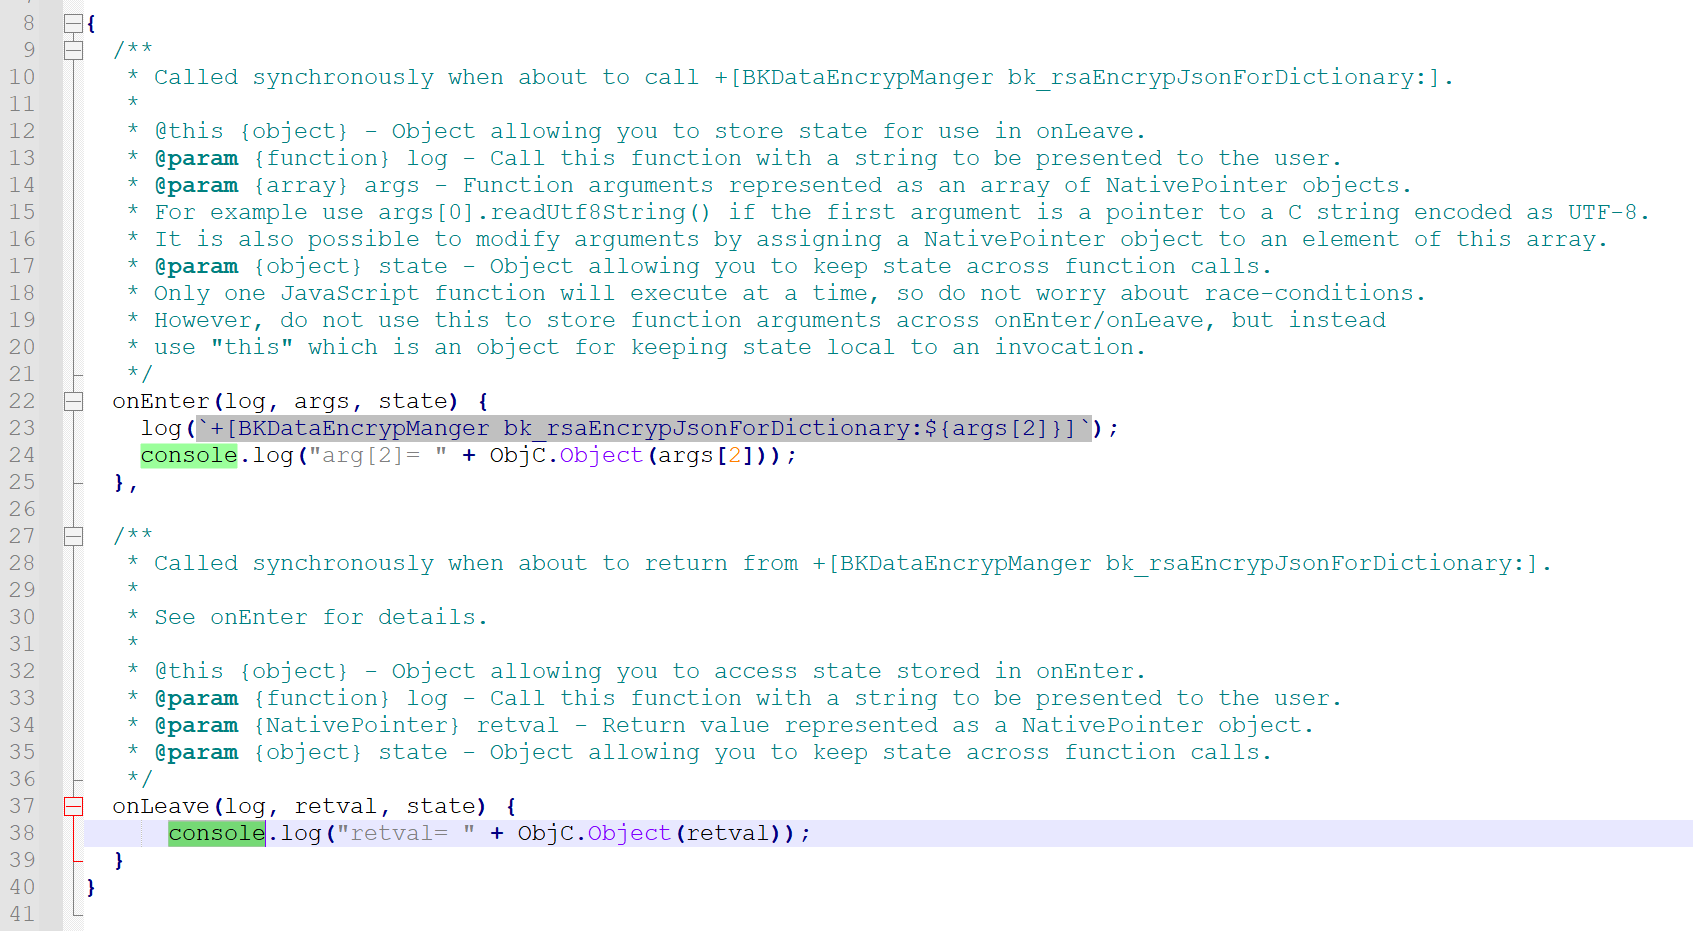 8 {
9 /**
10 * Called synchronously when about to call +[BKDataEncrypManger bk_rsaEncrypJsonForDictionary:].
11 *
12 * @this {object} - Object allowing you to store state for use in onLeave.
13 * @param {function} log - Call this function with a string to be presented to the user.
14 * @param {array} args - Function arguments represented as an array of NativePointer objects.
15 * For example use args[0].readUtf8String() if the first argument is a pointer to a C string encoded as UTF-8.
16 * It is also possible to modify arguments by assigning a NativePointer object to an element of this array.
17 * @param {object} state - Object allowing you to keep state across function calls.
18 * Only one JavaScript function will execute at a time, so do not worry about race-conditions.
19 * However, do not use this to store function arguments across onEnter/onLeave, but instead
20 * use "this" which is an object for keeping state local to an invocation.
21 */
22 onEnter(log, args, state) {
23 log(`+[BKDataEncrypManger bk_rsaEncrypJsonForDictionary:${args[2]}]`);
24 console.log("arg[2]= " + ObjC.Object(args[2]));
25 },
26
27 /**
28 * Called synchronously when about to return from +[BKDataEncrypManger bk_rsaEncrypJsonForDictionary:].
29 *
30 * See onEnter for details.
31 *
32 * @this {object} - Object allowing you to access state stored in onEnter.
33 * @param {function} log - Call this function with a string to be presented to the user.
34 * @param {NativePointer} retval - Return value represented as a NativePointer object.
35 * @param {object} state - Object allowing you to keep state across function calls.
36 */
37 onLeave(log, retval, state) {
38 console.log("retval= " + ObjC.Object(retval));
39 }
40 }
41